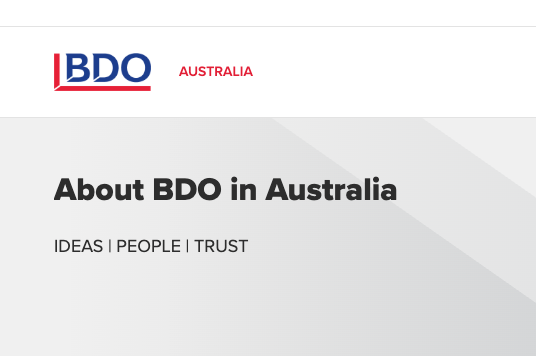 BDO AUSTRALIA
About BDO in Australia
IDEAS | PEOPLE | TRUST